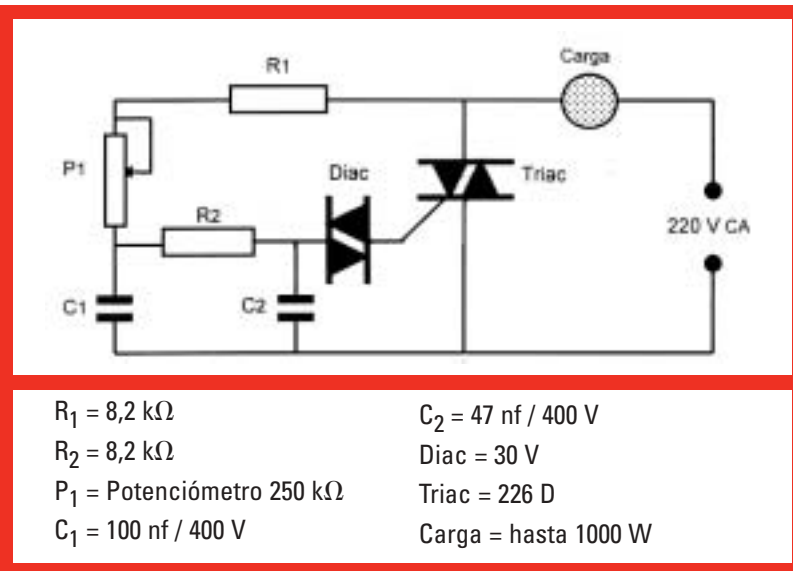 R1
Carga
P1
Diac
Triac
R2
220 V CA
C1
C2
R1 = 8,2 kΩ
R2 = 8,2 kΩ
P1 = Potenciómetro 250 kΩ
C1 = 100 nf / 400 V
C2 = 47 nf / 400 V
Diac = 30 V
Triac = 226 D
Carga = hasta 1000 W